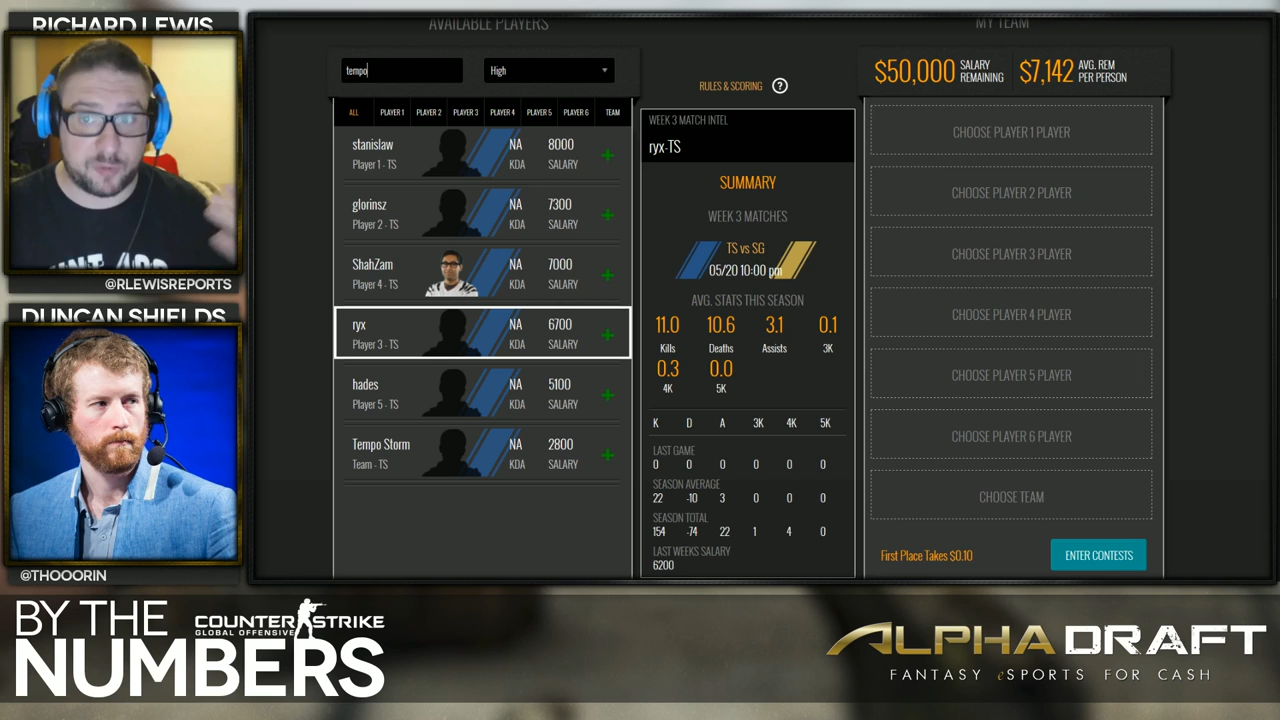 RICHARD LEWIS
@RLEWISREPORTS
DUNCAN SHIELDS
@THOOORIN
AVAILABLE PLAYERS
tempo
High
ALL PLAYER 1 PLAYER 2 PLAYER 3 PLAYER 4 PLAYER 5 PLAYER 6 TEAM
stanislaw NA 8000
Player 1 - TS KDA SALARY
glorinsz NA 7300
Player 2 - TS KDA SALARY
ShahZam NA 7000
Player 4 - TS KDA SALARY
ryx NA 6700
Player 3 - TS KDA SALARY
hades NA 5100
Player 5 - TS KDA SALARY
Tempo Storm NA 2800
Team - TS KDA SALARY
RULES & SCORING ?
WEEK 3 MATCH INTEL
ryx-TS
SUMMARY
WEEK 3 MATCHES
TS vs SG
05/20 10:00 pm
AVG. STATS THIS SEASON
11.0 10.6 3.1 0.1
Kills Deaths Assists 3K
0.3 0.0
4K 5K
K D A 3K 4K 5K
LAST GAME
0 0 0 0 0 0
SEASON AVERAGE
22 -10 3 0 0 0
SEASON TOTAL
154 -74 22 1 4 0
LAST WEEKS SALARY
6200
MY TEAM
$50,000 SALARY REMAINING $7,142 AVG. REM PER PERSON
CHOOSE PLAYER 1 PLAYER
CHOOSE PLAYER 2 PLAYER
CHOOSE PLAYER 3 PLAYER
CHOOSE PLAYER 4 PLAYER
CHOOSE PLAYER 5 PLAYER
CHOOSE PLAYER 6 PLAYER
CHOOSE TEAM
First Place Takes $0.10
ENTER CONTESTS
BY THE
NUMBERS
COUNTER STRIKE
GLOBAL OFFENSIVE
ALPHADRAFT
FANTASY eSPORTS FOR CASH